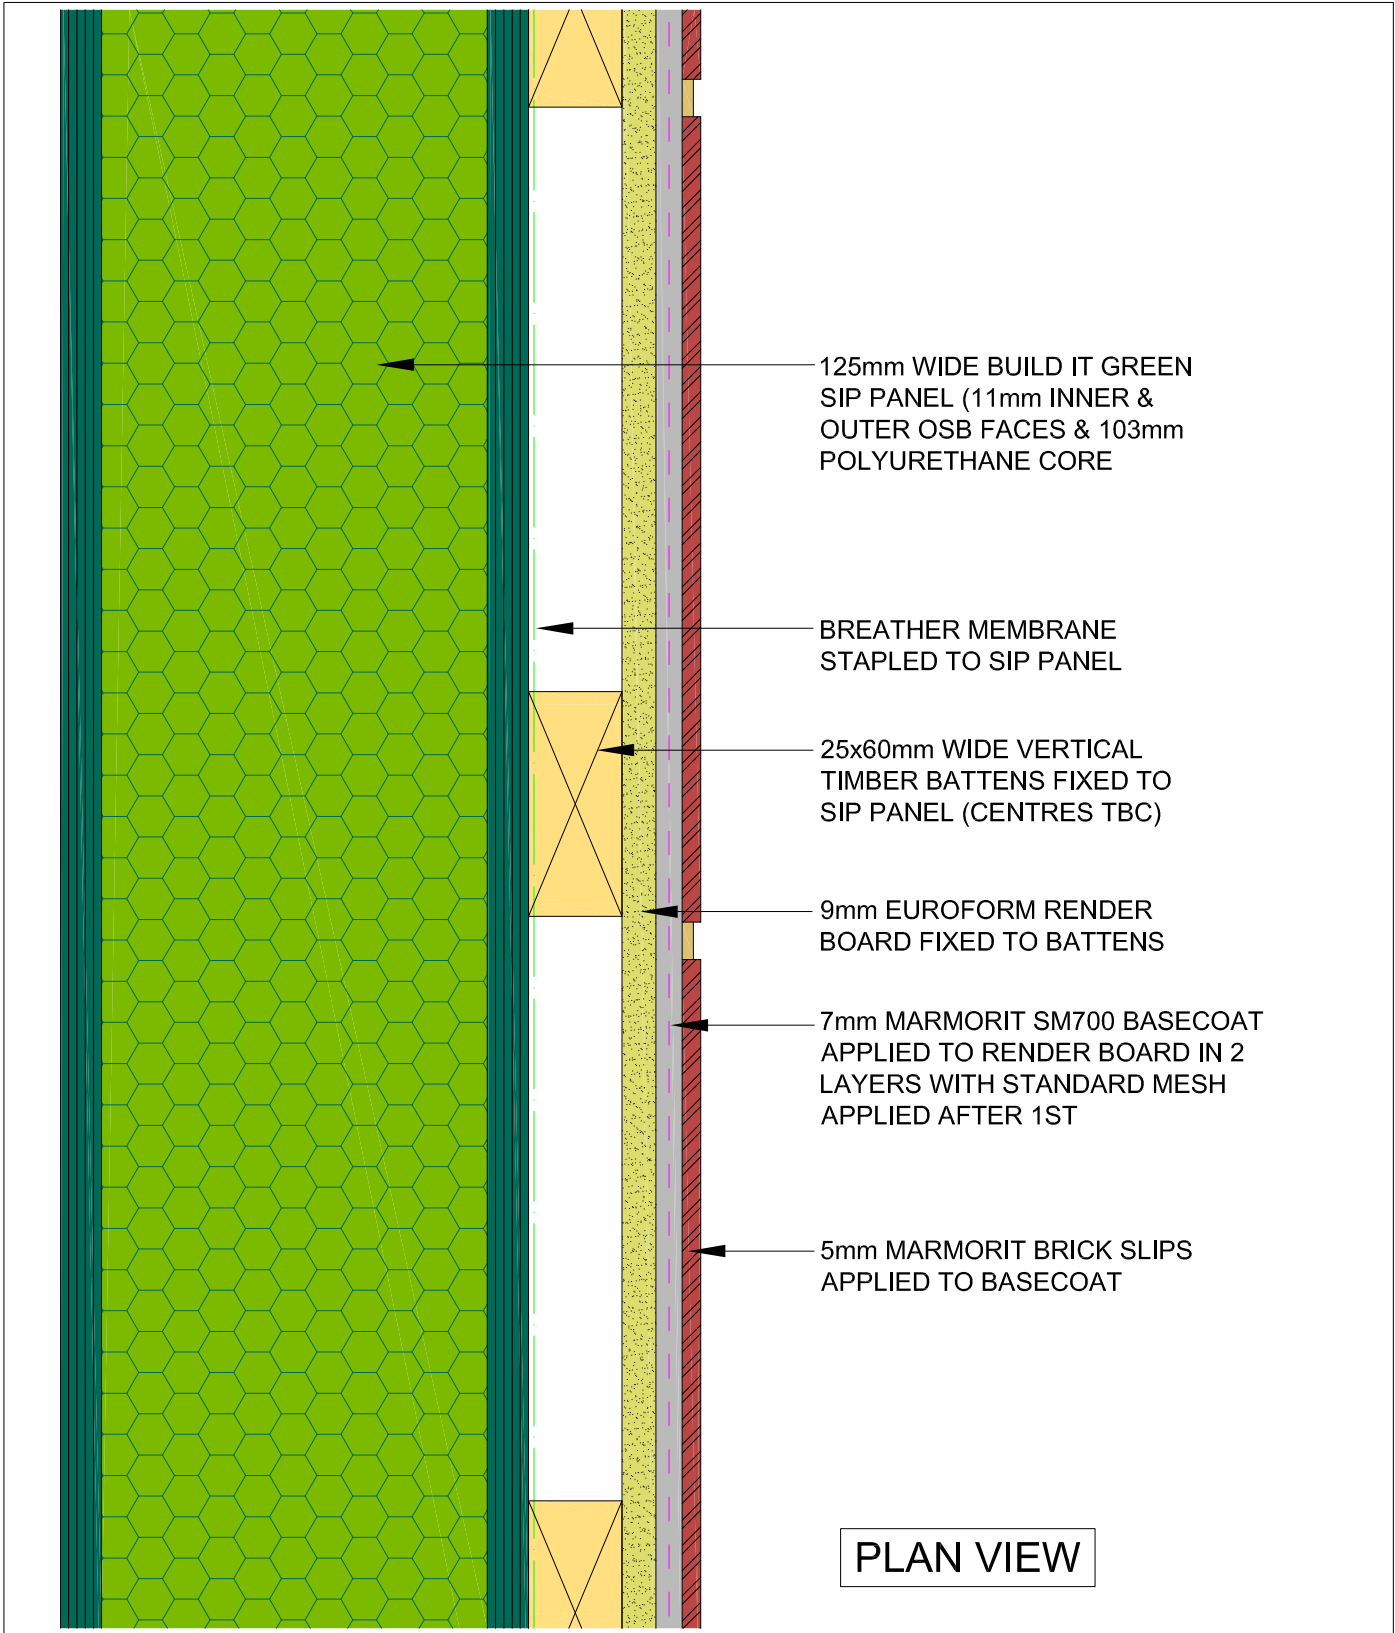 125mm WIDE BUILD IT GREEN
SIP PANEL (11mm INNER &
OUTER OSB FACES & 103mm
POLYURETHANE CORE
BREATHER MEMBRANE
STAPLED TO SIP PANEL
25x60mm WIDE VERTICAL
TIMBER BATTENS FIXED TO
SIP PANEL (CENTRES TBC)
9mm EUROFORM RENDER
BOARD FIXED TO BATTENS
7mm MARMORIT SM700 BASECOAT
APPLIED TO RENDER BOARD IN 2
LAYERS WITH STANDARD MESH
APPLIED AFTER 1ST
5mm MARMORIT BRICK SLIPS
APPLIED TO BASECOAT
PLAN VIEW